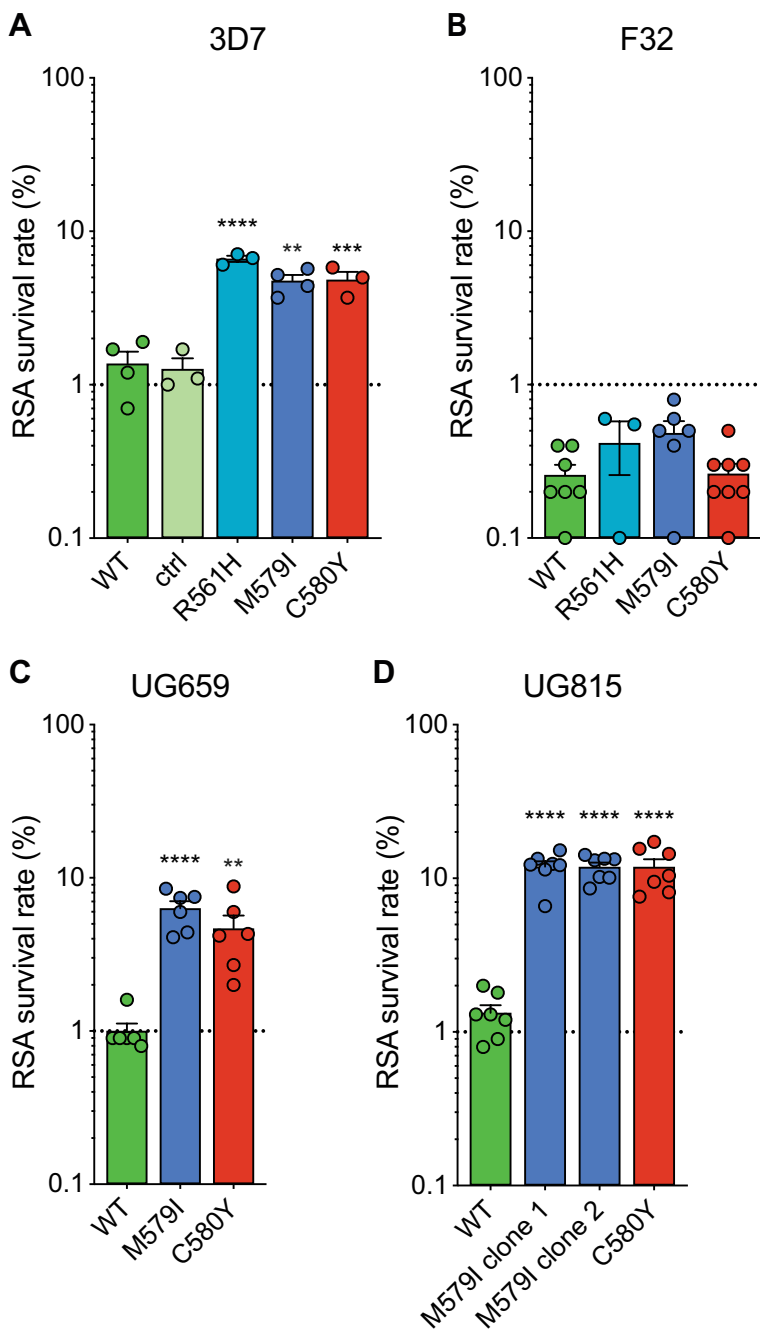 A
3D7
RSA survival rate (%)
100
10
1
0.1
****
**
***
WT
ctrl
R561H
M579I
C580Y
B
F32
RSA survival rate (%)
100
10
1
0.1
WT
R561H
M579I
C580Y
C
UG659
RSA survival rate (%)
100
10
1
0.1
****
**
WT
M579I
C580Y
D
UG815
RSA survival rate (%)
100
10
1
0.1
****
****
****
WT
M579I clone 1
M579I clone 2
C580Y